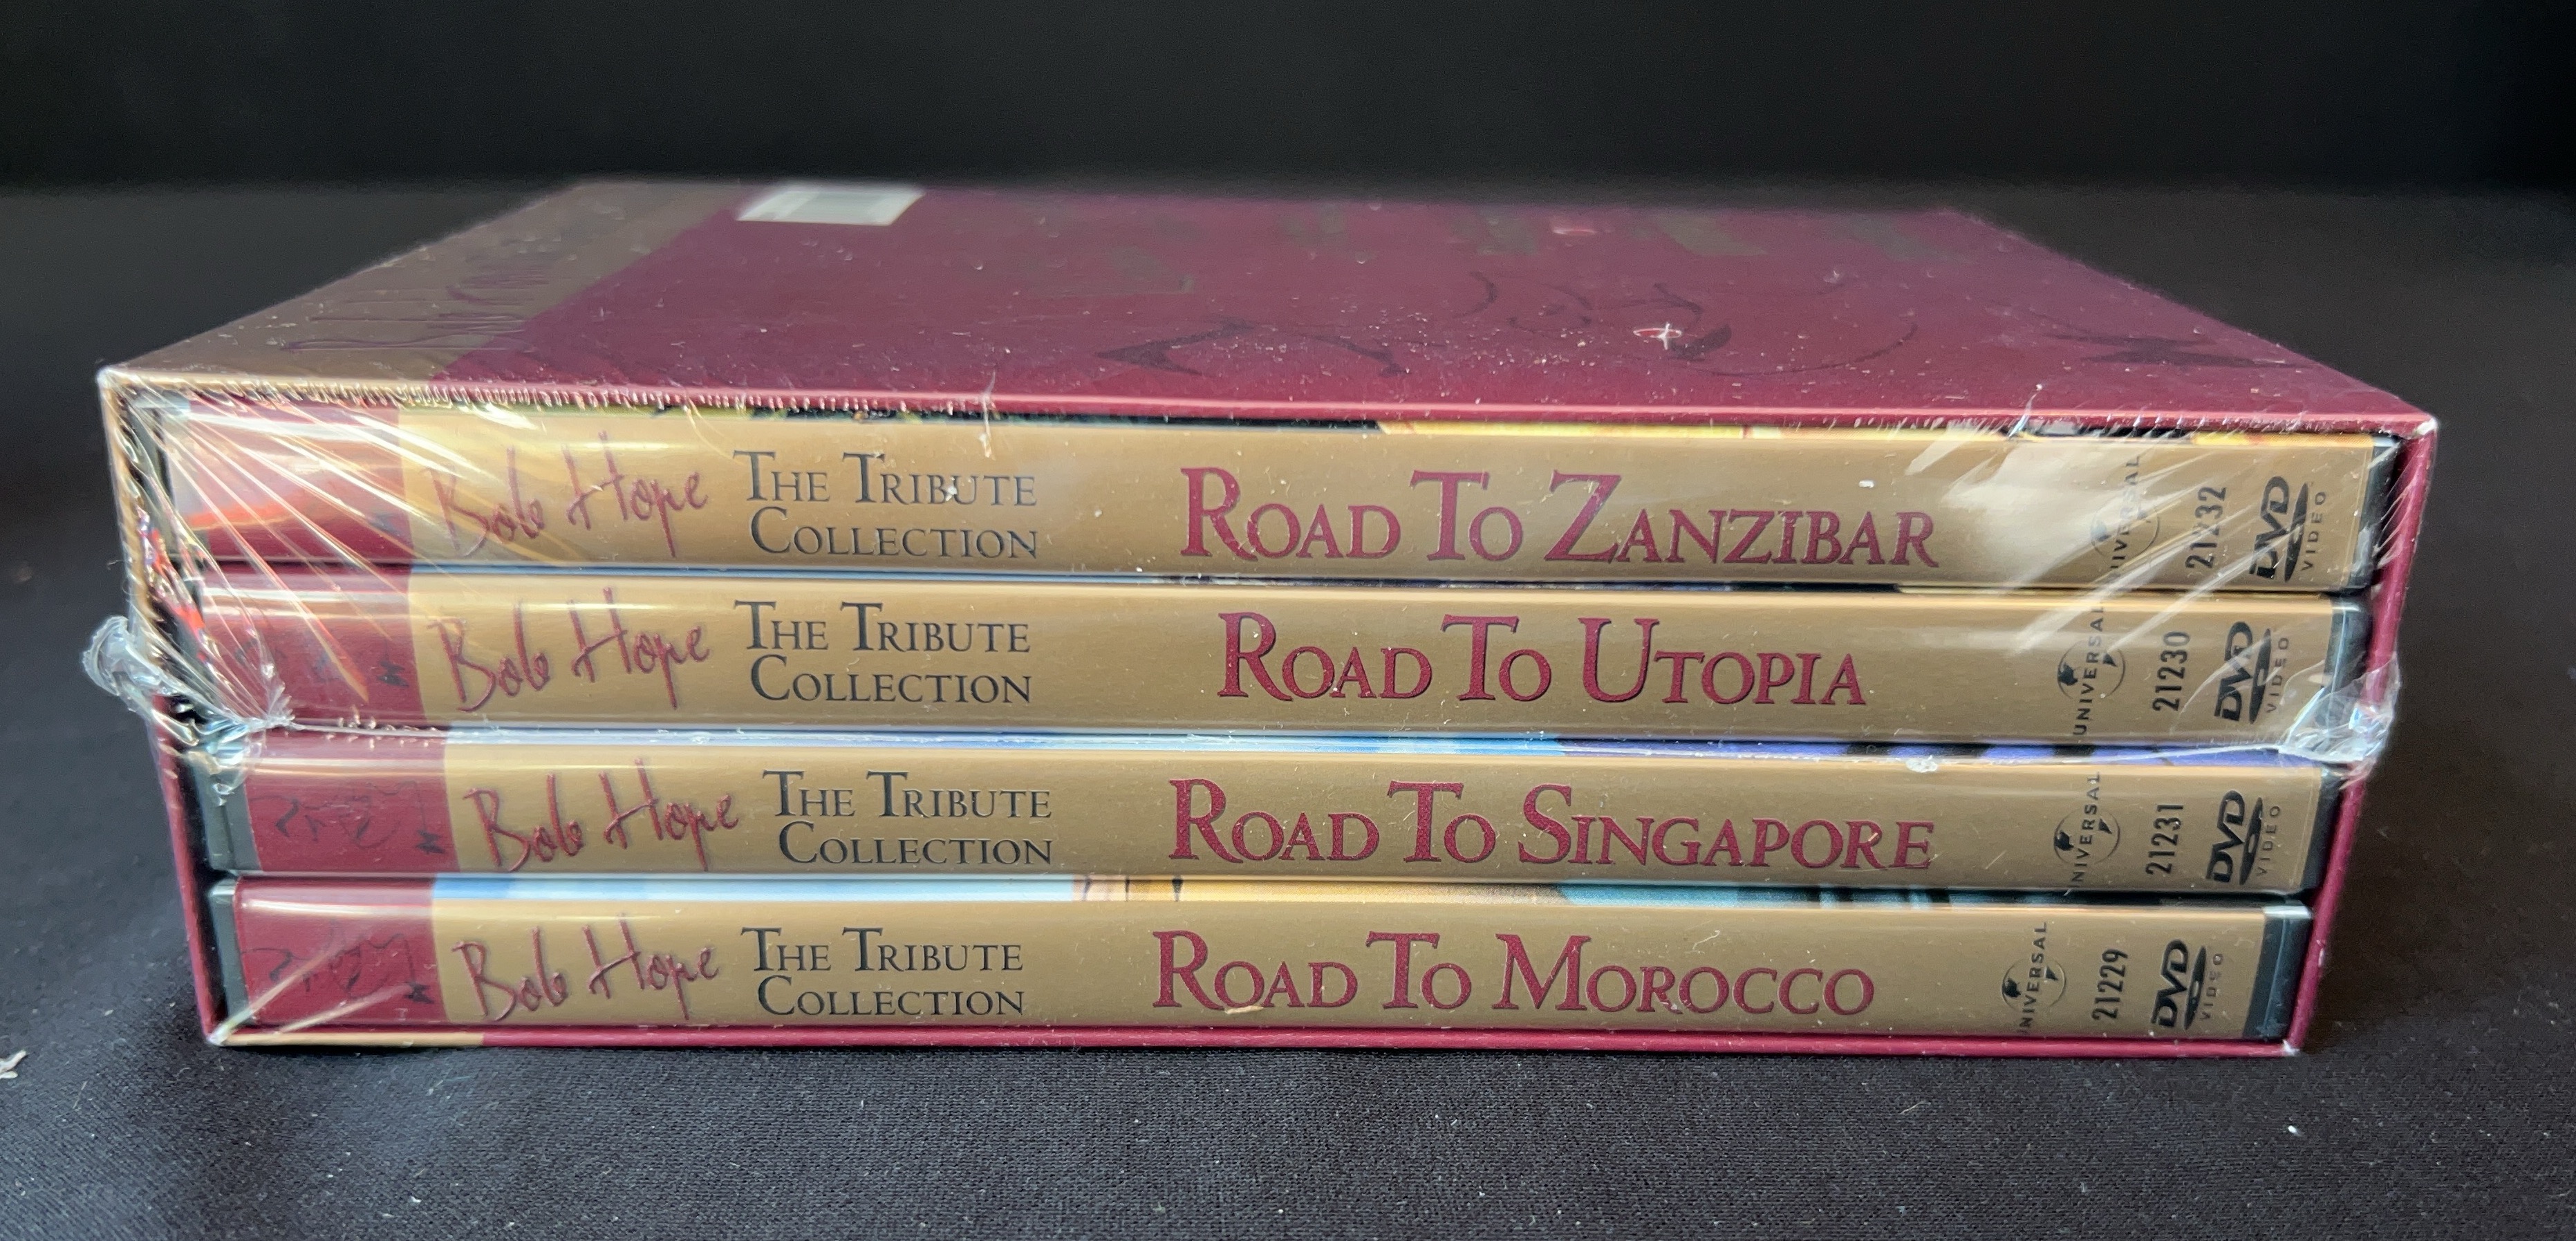 Bob Hope THE TRIBUTE COLLECTION ROAD TO ZANZIBAR UNIVERSAL 21232 DVD VIDEO
Bob Hope THE TRIBUTE COLLECTION ROAD TO UTOPIA UNIVERSAL 21230 DVD VIDEO
Bob Hope THE TRIBUTE COLLECTION ROAD TO SINGAPORE UNIVERSAL 21231 DVD VIDEO
Bob Hope THE TRIBUTE COLLECTION ROAD TO MOROCCO UNIVERSAL 21229 DVD VIDEO